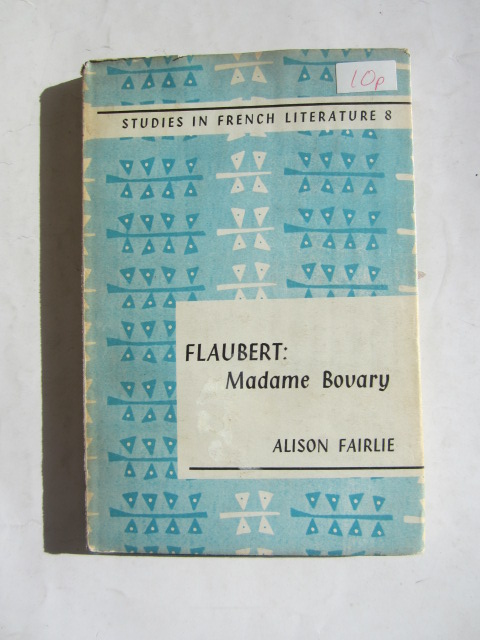 10p
STUDIES IN FRENCH LITERATURE 8
FLAUBERT:
Madame Bovary
ALISON FAIRLIE